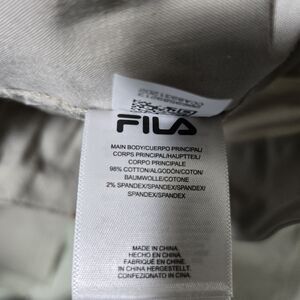 FILA
MAIN BODY/CUERPO PRINCIPAL/
CORPS PRINCIPAL/HAUPTTEIL/
CORPO PRINCIPALE
98% COTTON/ALGODÓN/COTON/
BAUMWOLLE/COTONE
2% SPANDEX/SPANDEX/SPANDEX/
SPANDEX/SPANDEX
MADE IN CHINA
HECHO EN CHINA
FABRIQUÉ EN CHINE
IN CHINA HERGESTELLT
CONFEZIONATO IN CINA